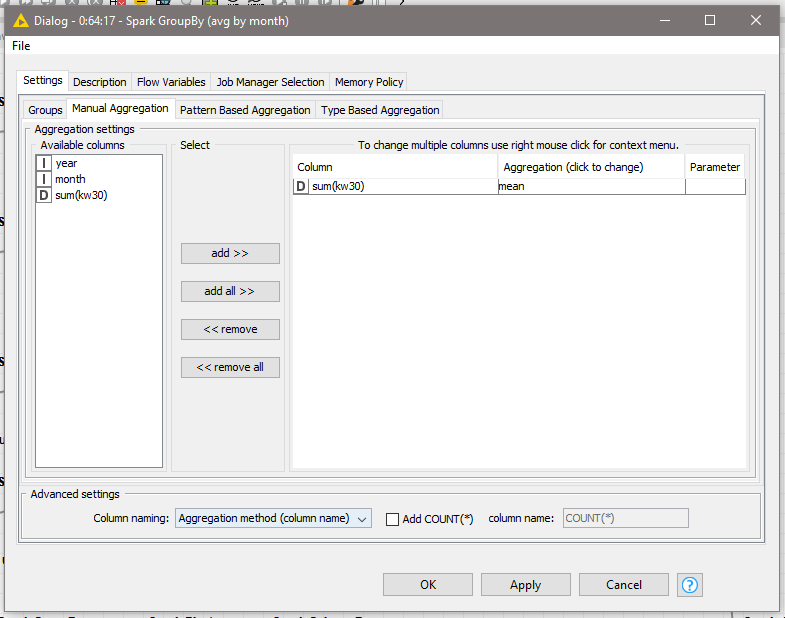 Dialog - 0:64:17 - Spark GroupBy (avg by month)
File
Settings Description Flow Variables Job Manager Selection Memory Policy
Groups Manual Aggregation Pattern Based Aggregation Type Based Aggregation
Aggregation settings
Available columns
I year
I month
D sum(kw30)
Select
add >>
add all >>
<< remove
<< remove all
To change multiple columns use right mouse click for context menu.
Column Aggregation (click to change) Parameter
D sum(kw30) mean
Advanced settings
Column naming: Aggregation method (column name) Add COUNT(*) column name: COUNT(*)
OK Apply Cancel ?